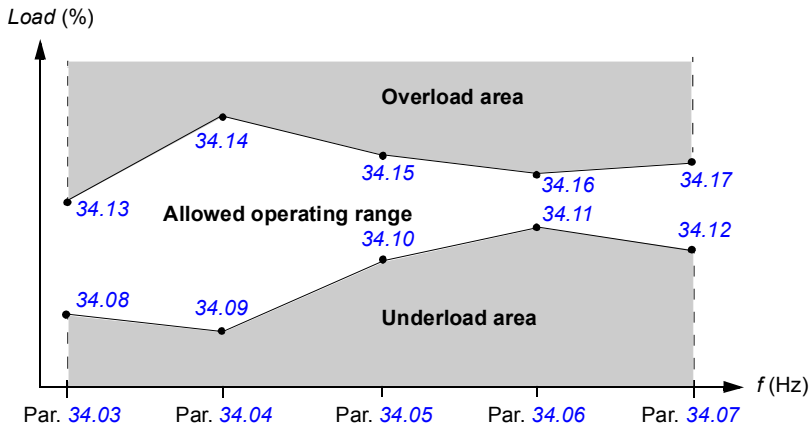 Load (%)
Overload area
34.14
34.15
34.16
34.17
34.13
Allowed operating range
34.11
34.10
34.12
34.08
34.09
Underload area
f (Hz)
Par. 34.03
Par. 34.04
Par. 34.05
Par. 34.06
Par. 34.07